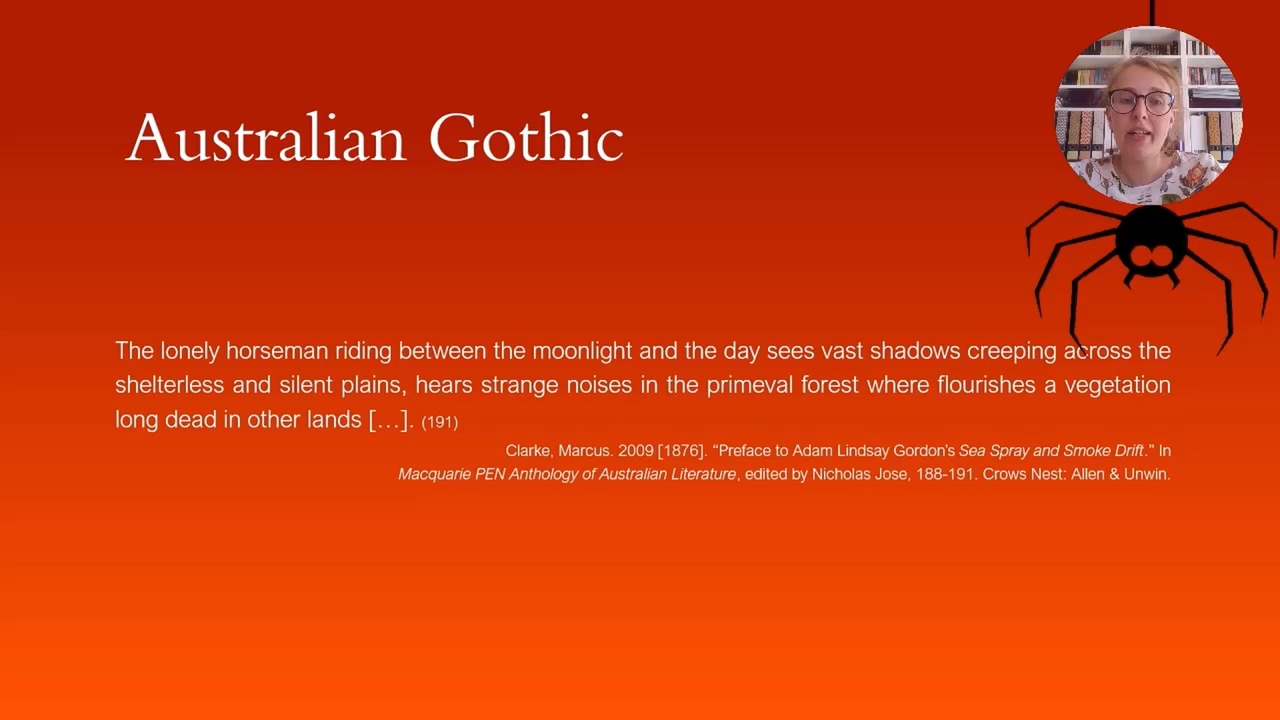 Australian Gothic
The lonely horseman riding between the moonlight and the day sees vast shadows creeping across the
shelterless and silent plains, hears strange noises in the primeval forest where flourishes a vegetation
long dead in other lands […]. (191)
Clarke, Marcus. 2009 [1876]. “Preface to Adam Lindsay Gordon’s Sea Spray and Smoke Drift.” In
Macquarie PEN Anthology of Australian Literature, edited by Nicholas Jose, 188-191. Crows Nest: Allen & Unwin.